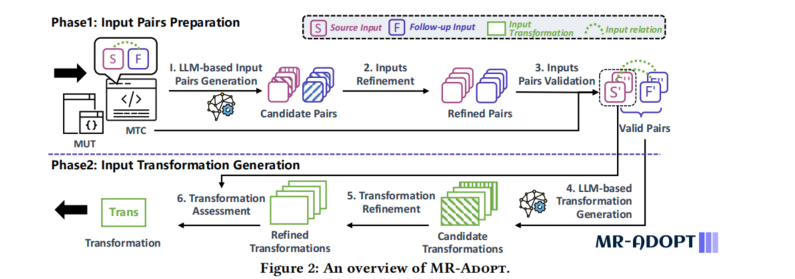 Phase1: Input Pairs Preparation
S Source Input F Follow-up Input Input Transformation Input relation
S F
1. LLM-based Input
Pairs Generation
2. Inputs
Refinement
3. Inputs
Pairs Validation
</>
{}
MUT
MTC
Candidate Pairs
Refined Pairs
S' F'
Valid Pairs
Phase2: Input Transformation Generation
Trans
Transformation
6. Transformation
Assessment
Refined
Transformations
5. Transformation
Refinement
Candidate
Transformations
4. LLM-based
Transformation
Generation
MR-ADOPT
Figure 2: An overview of MR-Adopt.